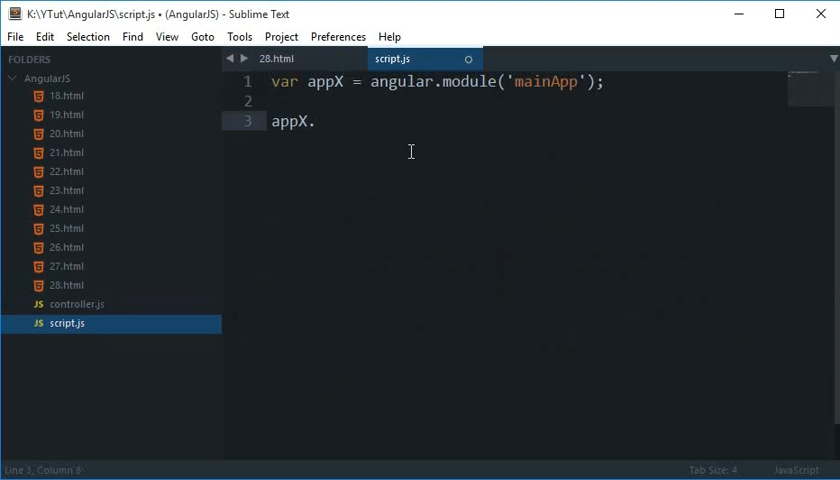 K:\YTut\AngularJS\script.js • (AngularJS) - Sublime Text
File Edit Selection Find View Goto Tools Project Preferences Help
FOLDERS
AngularJS
18.html
19.html
20.html
21.html
22.html
23.html
24.html
25.html
26.html
27.html
28.html
JS controller.js
JS script.js
28.html script.js
1 var appX = angular.module('mainApp');
2
3 appX.
Line 3, Column 6 Tab Size: 4 JavaScript